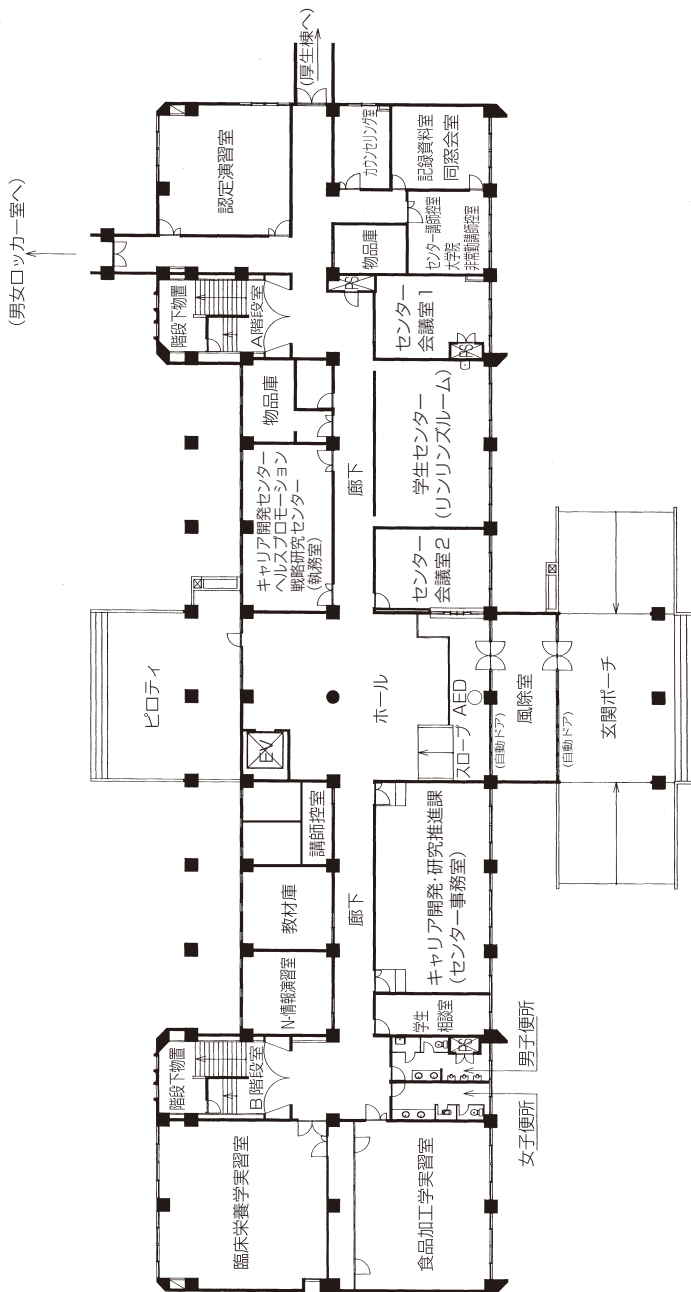 (男女ロッカー室へ)
(厚生棟へ)
認定演習室
カウンセリング室
記録資料室
同窓会室
階段下物置
A階段室
物品庫
センター講師控室
大学院
非常勤講師控室
PS
センター
会議室1
PS
物品庫
キャリア開発センター
ヘルスプロモーション
戦略研究センター
(執務室)
廊下
学生センター
(リンリンズルーム)
センター
会議室2
ピロティ
EV
ホール
スロープ
AED
(自動ドア)
風除室
(自動ドア)
玄関ポーチ
講師控室
教材庫
N-情報演習室
廊下
キャリア開発・研究推進課
(センター事務室)
学生
相談室
階段下物置
B階段室
PS
男子便所
女子便所
臨床栄養学実習室
食品加工学実習室